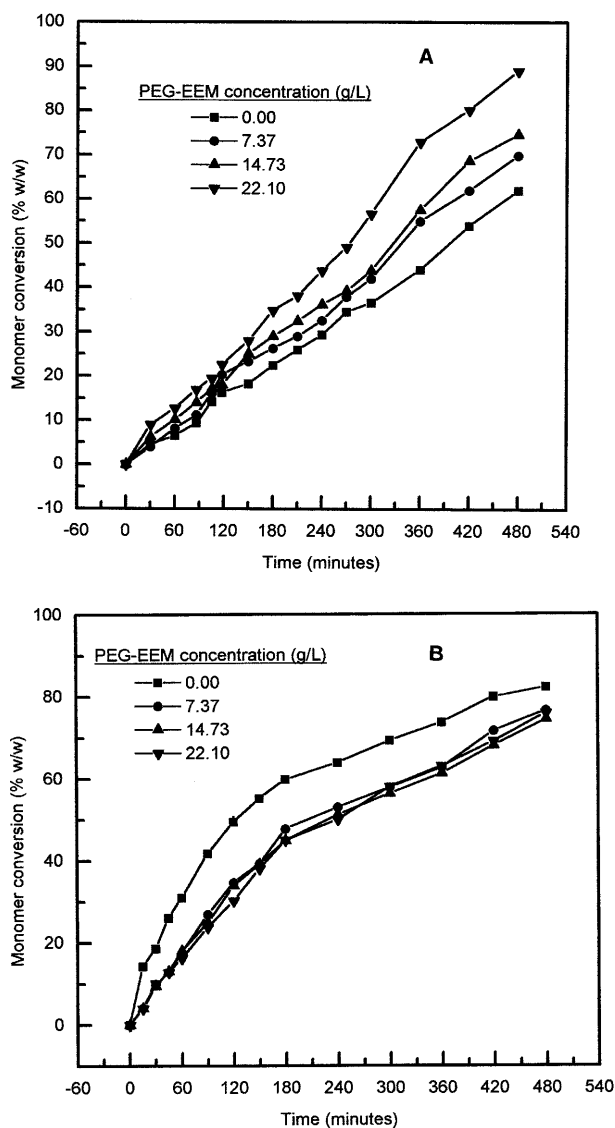 A
PEG-EEM concentration (g/L)
0.00
7.37
14.73
22.10
Monomer conversion (% w/w)
100
90
80
70
60
50
40
30
20
10
0
-10
-60 0 60 120 180 240 300 360 420 480 540
Time (minutes)
B
PEG-EEM concentration (g/L)
0.00
7.37
14.73
22.10
Monomer conversion (% w/w)
100
80
60
40
20
0
-60 0 60 120 180 240 300 360 420 480 540
Time (minutes)